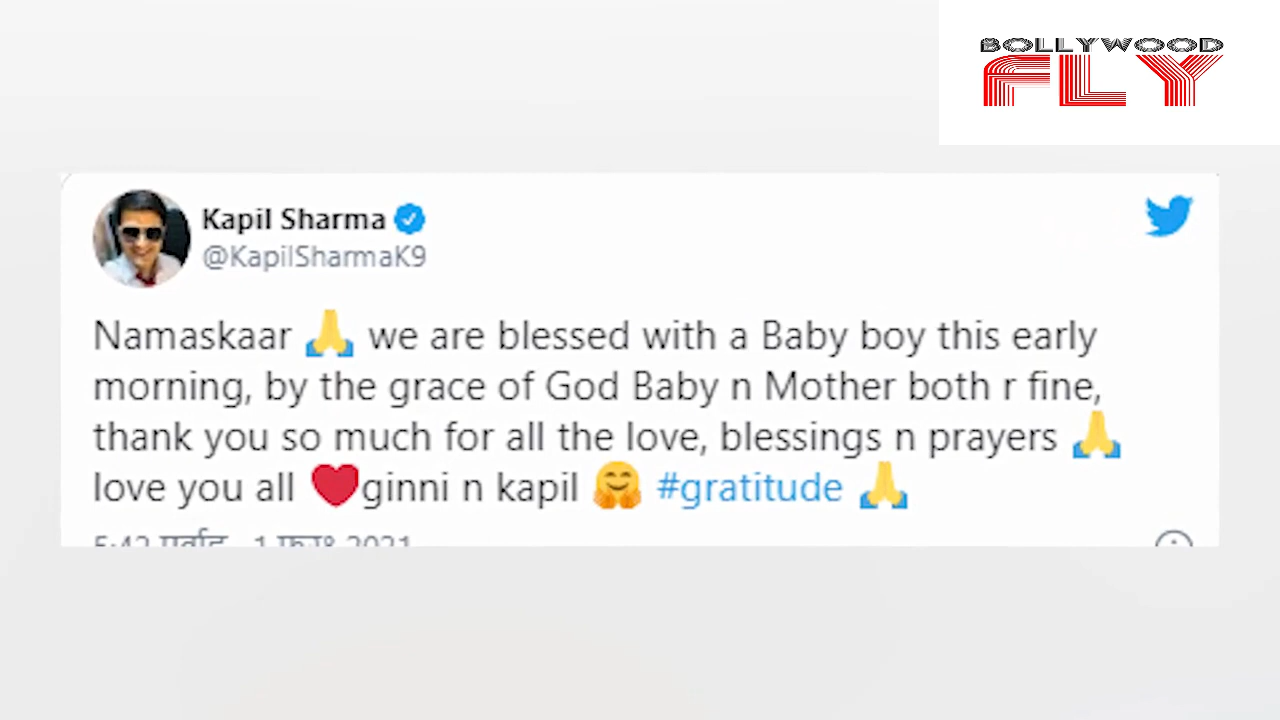 BOLLYWOOD
FLY
Kapil Sharma
@KapilSharmaK9
Namaskaar 🙏 we are blessed with a Baby boy this early
morning, by the grace of God Baby n Mother both r fine,
thank you so much for all the love, blessings n prayers 🙏
love you all ❤️ginni n kapil 🤗 #gratitude 🙏